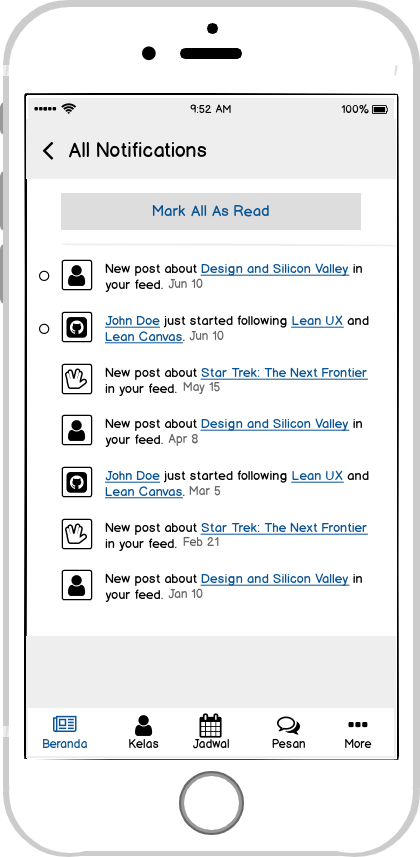 9:52 AM
100%
All Notifications
Mark All As Read
New post about Design and Silicon Valley in
your feed. Jun 10
John Doe just started following Lean UX and
Lean Canvas. Jun 10
New post about Star Trek: The Next Frontier
in your feed. May 15
New post about Design and Silicon Valley in
your feed. Apr 8
John Doe just started following Lean UX and
Lean Canvas. Mar 5
New post about Star Trek: The Next Frontier
in your feed. Feb 21
New post about Design and Silicon Valley in
your feed. Jan 10
Beranda Kelas Jadwal Pesan More